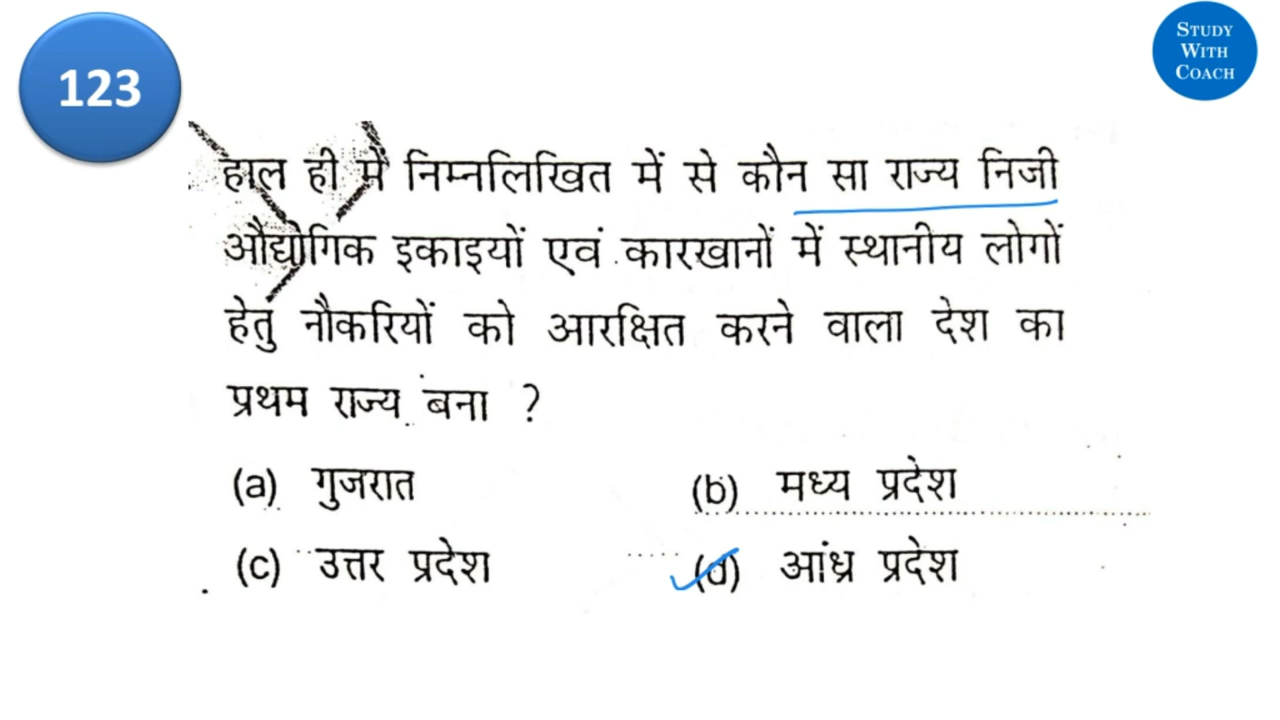 123
STUDY
WITH
COACH
हाल ही में निम्नलिखित में से कौन सा राज्य निजी
औद्योगिक इकाइयों एवं कारखानों में स्थानीय लोगों
हेतु नौकरियों को आरक्षित करने वाला देश का
प्रथम राज्य बना ?
(a) गुजरात (b) मध्य प्रदेश
(c) उत्तर प्रदेश (d) आंध्र प्रदेश